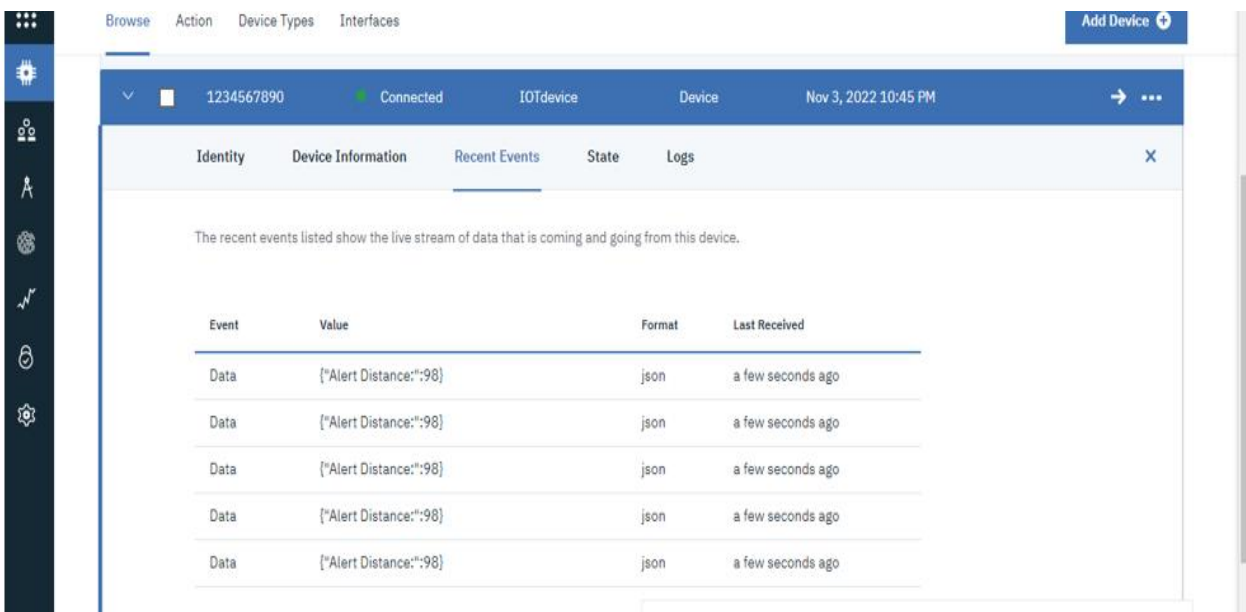 Browse Action Device Types Interfaces Add Device
1234567890 Connected IOTdevice Device Nov 3, 2022 10:45 PM
Identity Device Information Recent Events State Logs
The recent events listed show the live stream of data that is coming and going from this device.
Event Value Format Last Received
Data {"Alert Distance:":98} json a few seconds ago
Data {"Alert Distance:":98} json a few seconds ago
Data {"Alert Distance:":98} json a few seconds ago
Data {"Alert Distance:":98} json a few seconds ago
Data {"Alert Distance:":98} json a few seconds ago